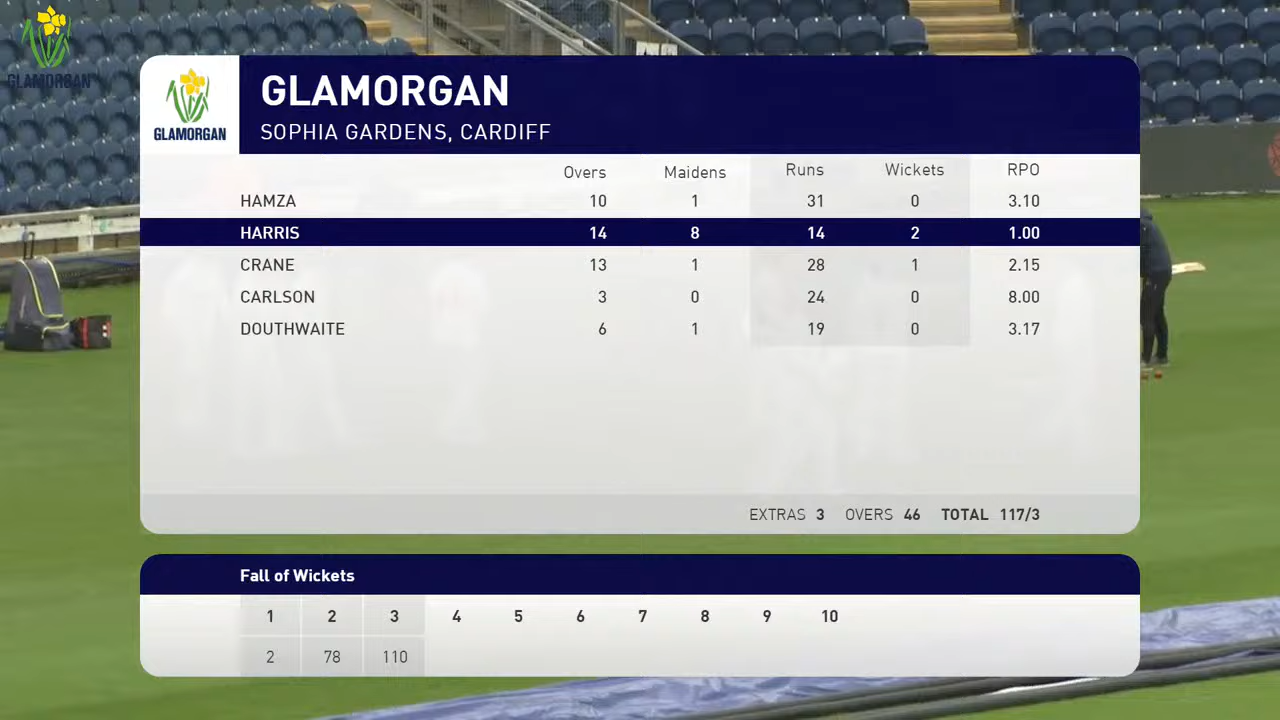 GLAMORGAN
GLAMORGAN
GLAMORGAN
SOPHIA GARDENS, CARDIFF
Overs Maidens Runs Wickets RPO
HAMZA 10 1 31 0 3.10
HARRIS 14 8 14 2 1.00
CRANE 13 1 28 1 2.15
CARLSON 3 0 24 0 8.00
DOUTHWAITE 6 1 19 0 3.17
EXTRAS 3 OVERS 46 TOTAL 117/3
Fall of Wickets
1 2 3 4 5 6 7 8 9 10
2 78 110